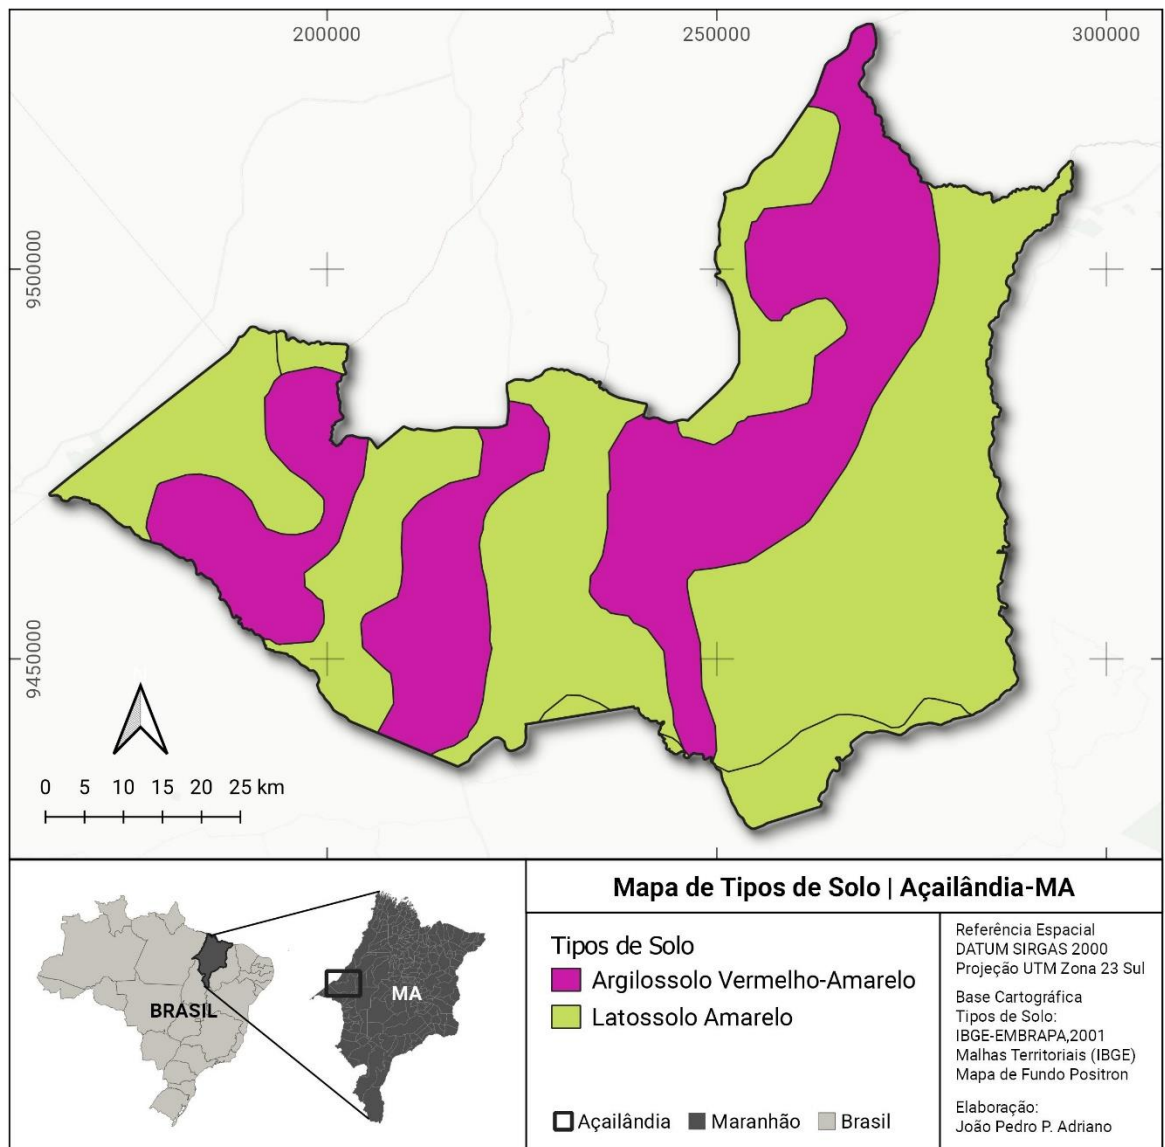 200000
250000
300000
9500000
9450000
0 5 10 15 20 25 km
Mapa de Tipos de Solo | Açailândia-MA
Tipos de Solo
Argilossolo Vermelho-Amarelo
Latossolo Amarelo
Referência Espacial
DATUM SIRGAS 2000
Projeção UTM Zona 23 Sul
Base Cartográfica
Tipos de Solo:
IBGE-EMBRAPA,2001
Malhas Territoriais (IBGE)
Mapa de Fundo Positron
Elaboração:
João Pedro P. Adriano
BRASIL
MA
Açailândia
Maranhão
Brasil